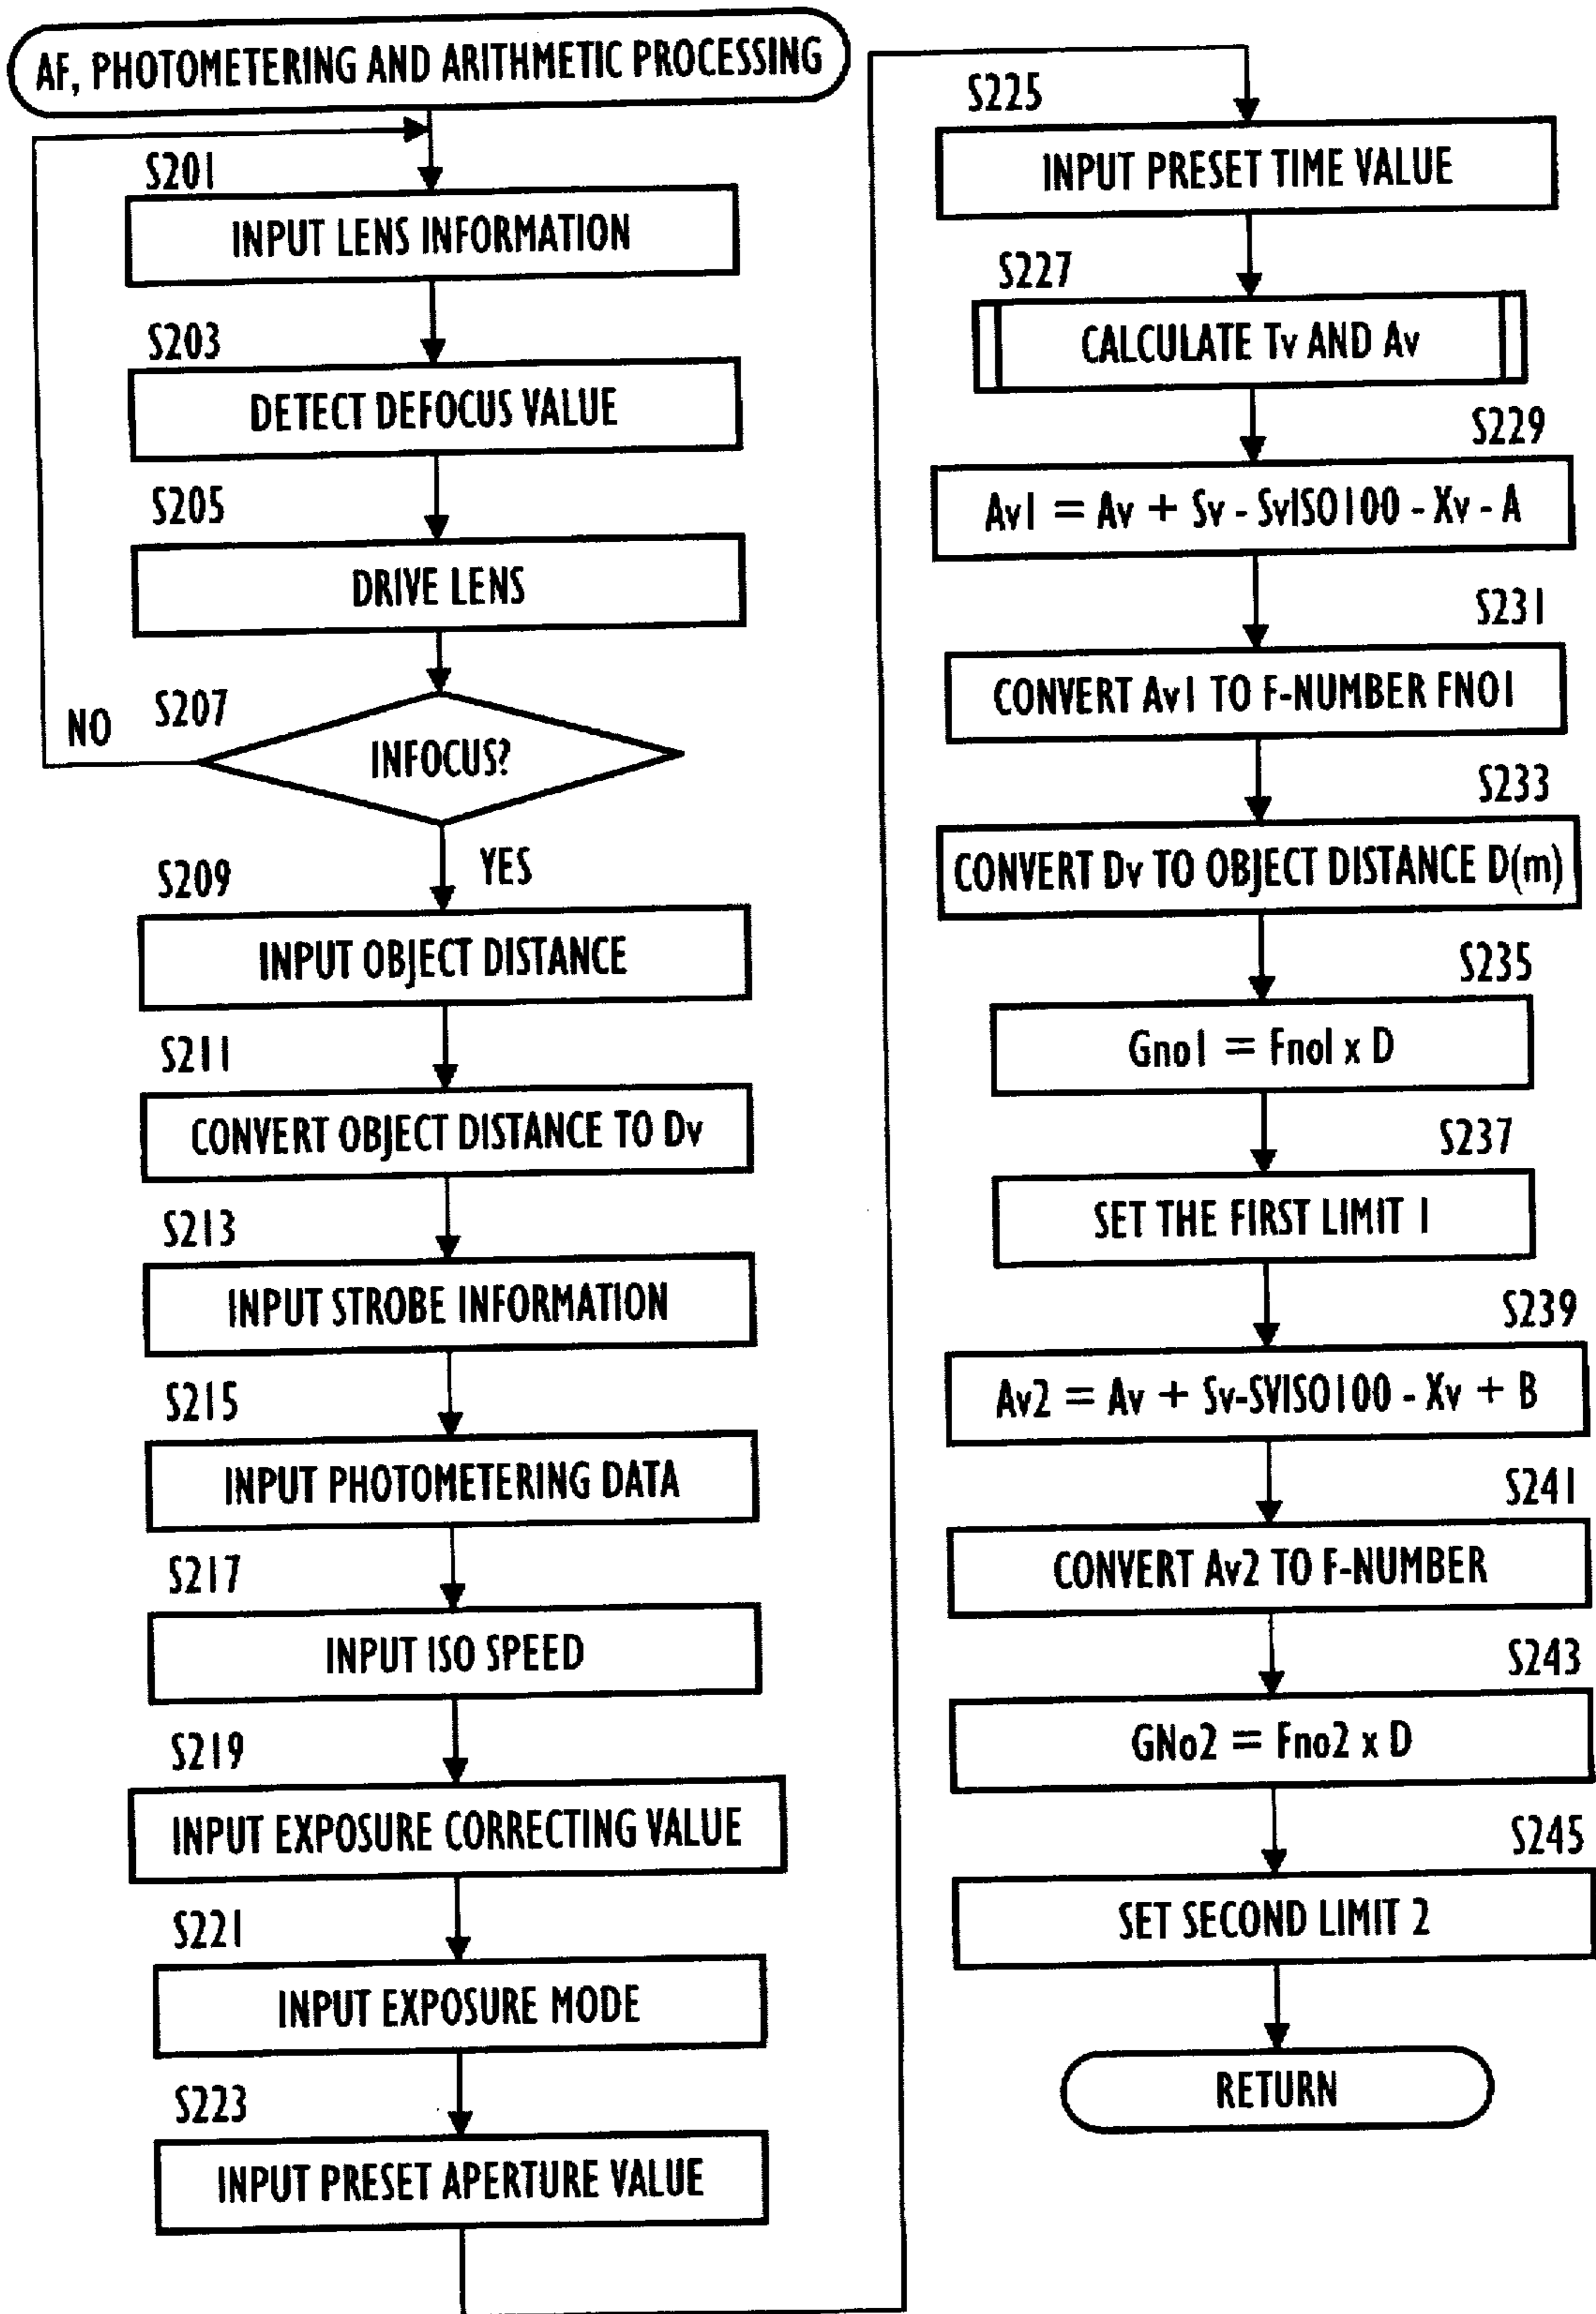 AF, PHOTOMETERING AND ARITHMETIC PROCESSING
S201
INPUT LENS INFORMATION
S203
DETECT DEFOCUS VALUE
S205
DRIVE LENS
S207
NO
INFOCUS?
YES
S209
INPUT OBJECT DISTANCE
S211
CONVERT OBJECT DISTANCE TO Dv
S213
INPUT STROBE INFORMATION
S215
INPUT PHOTOMETERING DATA
S217
INPUT ISO SPEED
S219
INPUT EXPOSURE CORRECTING VALUE
S221
INPUT EXPOSURE MODE
S223
INPUT PRESET APERTURE VALUE
S225
INPUT PRESET TIME VALUE
S227
CALCULATE Tv AND Av
S229
Av1 = Av + Sv - SvISO100 - Xv - A
S231
CONVERT Av1 TO F-NUMBER FNO1
S233
CONVERT Dv TO OBJECT DISTANCE D(m)
S235
Gno1 = Fno1 x D
S237
SET THE FIRST LIMIT 1
S239
Av2 = Av + Sv-SVISO100 - Xv + B
S241
CONVERT Av2 TO F-NUMBER
S243
GNo2 = Fno2 x D
S245
SET SECOND LIMIT 2
RETURN